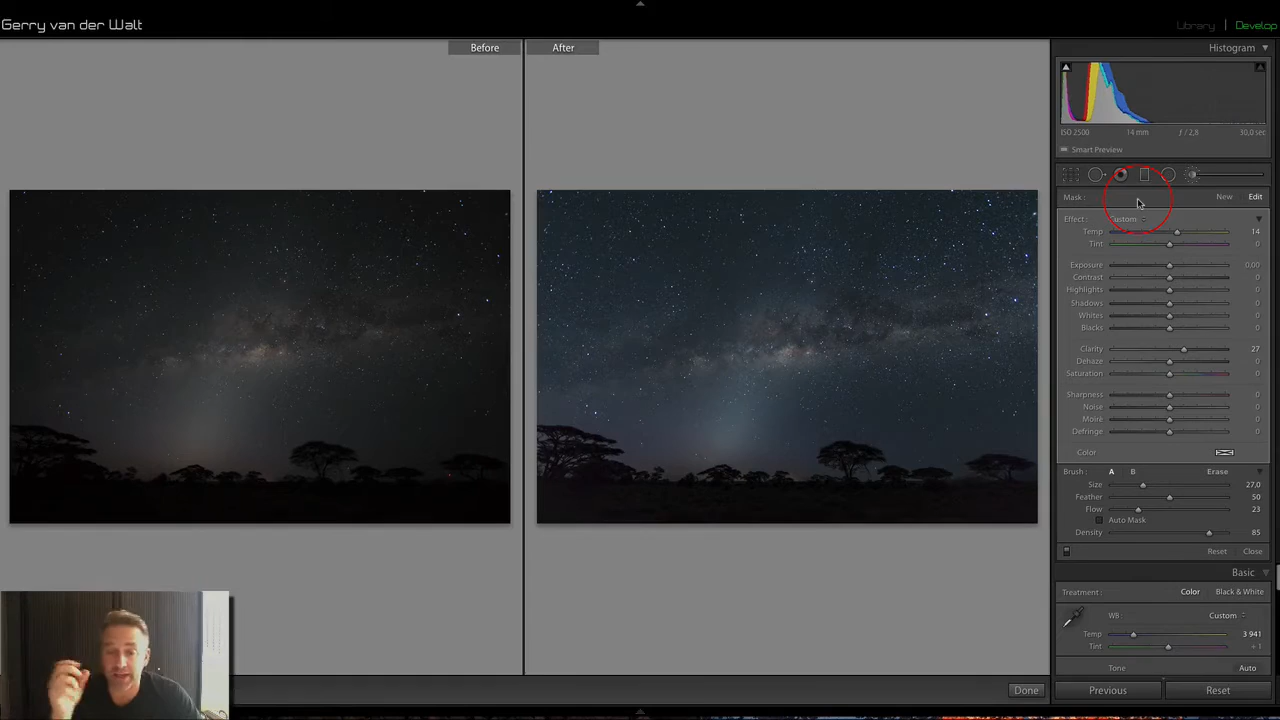 Gerry van der Walt
Library
Develop
Before
After
Histogram
ISO 2500 14 mm ƒ / 2,8 30,0 sec
Smart Preview
Mask : New Edit
Effect : Custom
Temp 14
Tint 0
Exposure 0,00
Contrast 0
Highlights 0
Shadows 0
Whites 0
Blacks 0
Clarity 27
Dehaze 0
Saturation 0
Sharpness 0
Noise 0
Moiré 0
Defringe 0
Color
Brush : A B Erase
Size 27,0
Feather 50
Flow 23
Auto Mask
Density 85
Reset Close
Basic
Treatment : Color Black & White
WB : Custom
Temp 3 941
Tint + 1
Tone Auto
Done
Previous
Reset